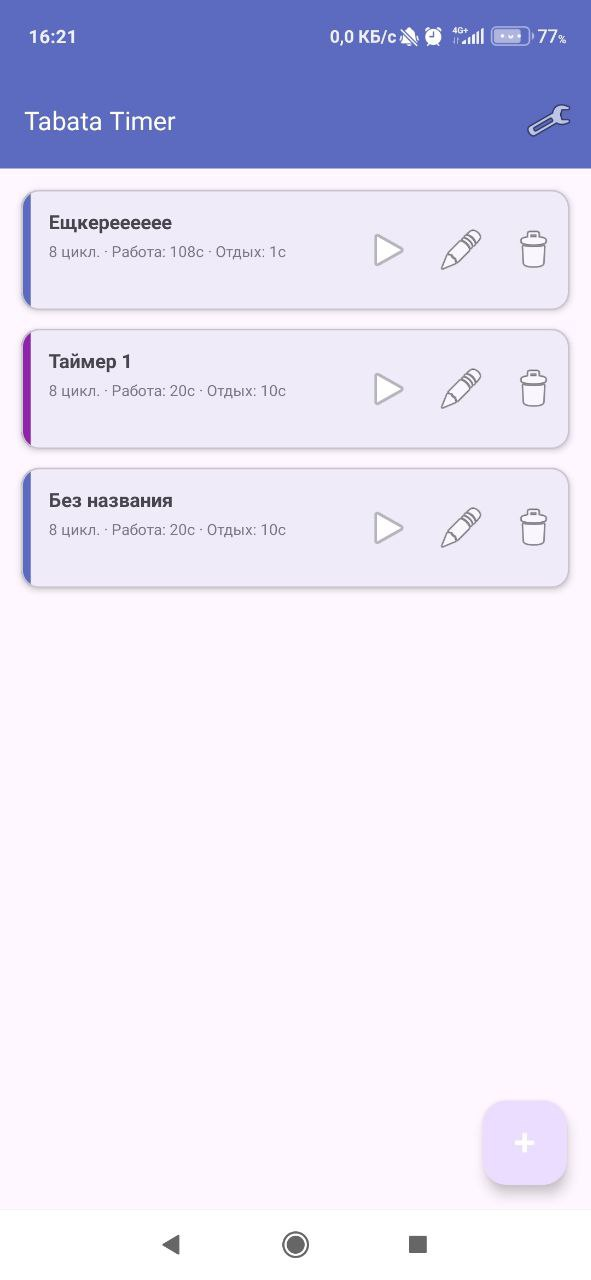 16:21 0,0 КБ/с 4G+ 77%
Tabata Timer
Ещкереееееe
8 цикл. · Работа: 108с · Отдых: 1с
Таймер 1
8 цикл. · Работа: 20с · Отдых: 10с
Без названия
8 цикл. · Работа: 20с · Отдых: 10с
+